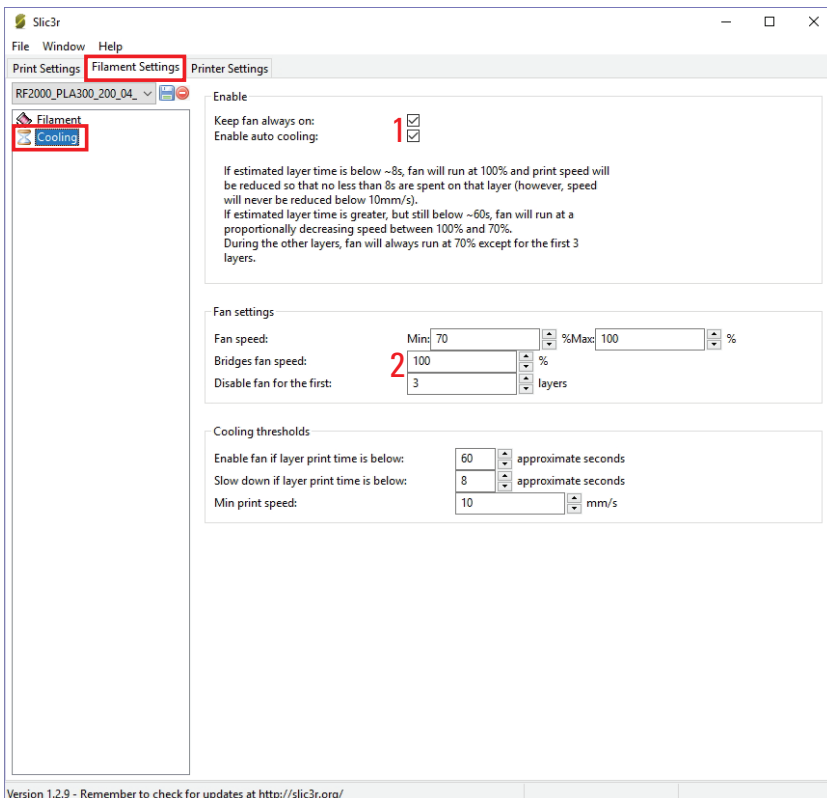 Slic3r
File Window Help
Print Settings Filament Settings Printer Settings
RF2000_PLA300_200_04_
Filament
Cooling
Enable
Keep fan always on:
1
Enable auto cooling:
If estimated layer time is below ~8s, fan will run at 100% and print speed will
be reduced so that no less than 8s are spent on that layer (however, speed
will never be reduced below 10mm/s).
If estimated layer time is greater, but still below ~60s, fan will run at a
proportionally decreasing speed between 100% and 70%.
During the other layers, fan will always run at 70% except for the first 3
layers.
Fan settings
Fan speed: Min: 70 %Max: 100 %
Bridges fan speed: 100 %
2
Disable fan for the first: 3 layers
Cooling thresholds
Enable fan if layer print time is below: 60 approximate seconds
Slow down if layer print time is below: 8 approximate seconds
Min print speed: 10 mm/s
Version 1.2.9 - Remember to check for updates at http://slic3r.org/